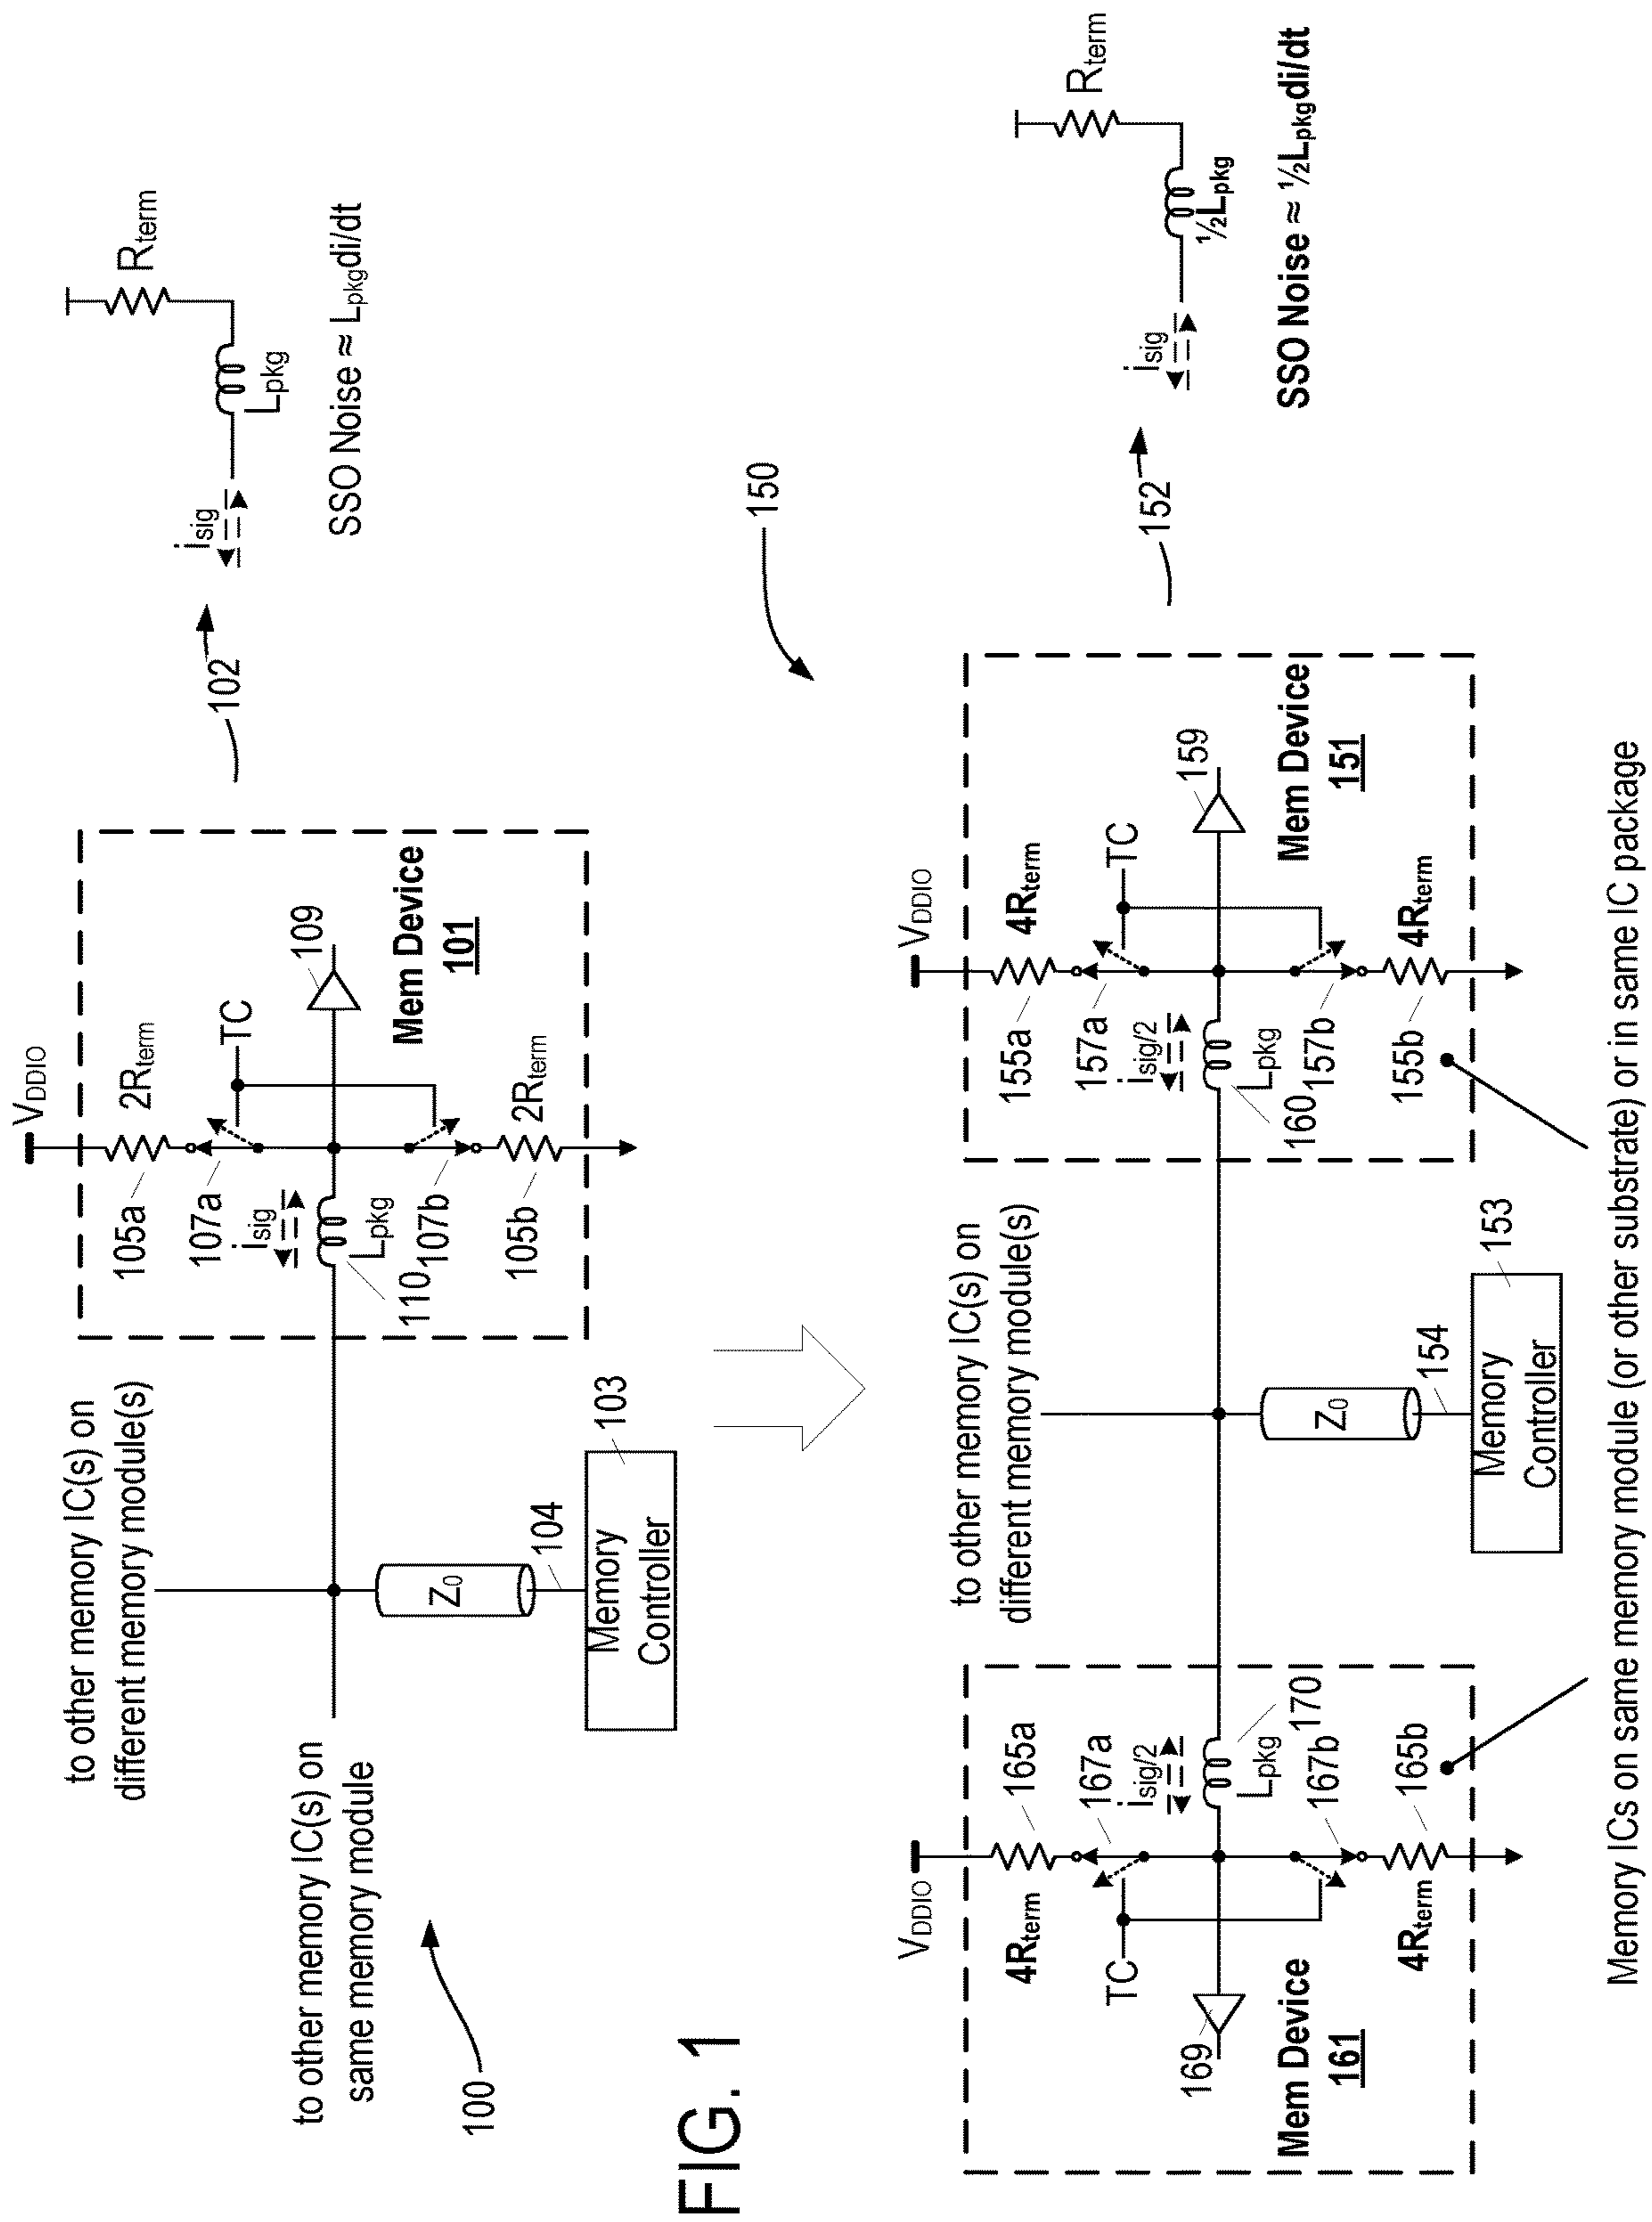 to other memory IC(s) on
different memory module(s)
to other memory IC(s) on
same memory module
100
Z0
104
Memory
Controller
103
VDDIO
105a
2Rterm
107a
TC
isig
Lpkg
110
107b
109
105b
2Rterm
Mem Device
101
102
isig
Lpkg
Rterm
SSO Noise ≈ Lpkgdi/dt
150
FIG. 1
VDDIO
4Rterm
165a
TC
167a
isig/2
169
Lpkg
170
167b
4Rterm
165b
Mem Device
161
to other memory IC(s) on
different memory module(s)
Z0
154
Memory
Controller
153
VDDIO
155a
4Rterm
157a
TC
isig/2
Lpkg
160
157b
159
155b
4Rterm
Mem Device
151
152
isig
½Lpkg
Rterm
SSO Noise ≈ ½Lpkgdi/dt
Memory ICs on same memory module (or other substrate) or in same IC package